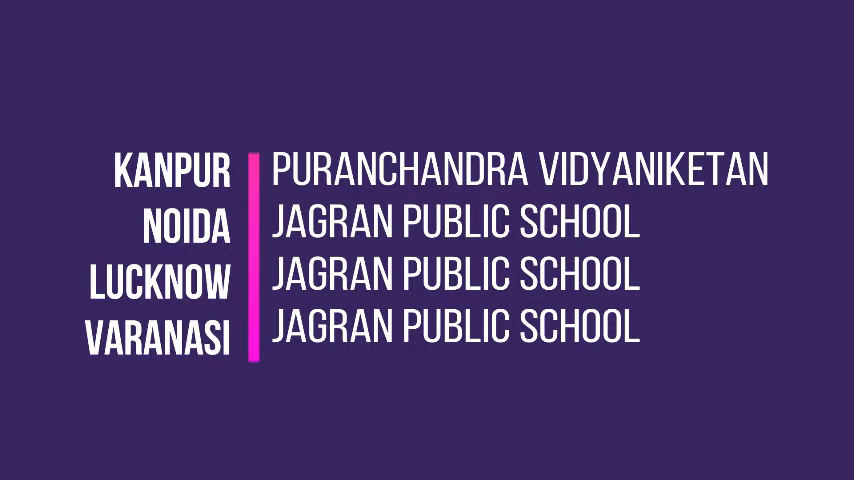 KANPUR PURANCHANDRA VIDYANIKETAN
NOIDA JAGRAN PUBLIC SCHOOL
LUCKNOW JAGRAN PUBLIC SCHOOL
VARANASI JAGRAN PUBLIC SCHOOL